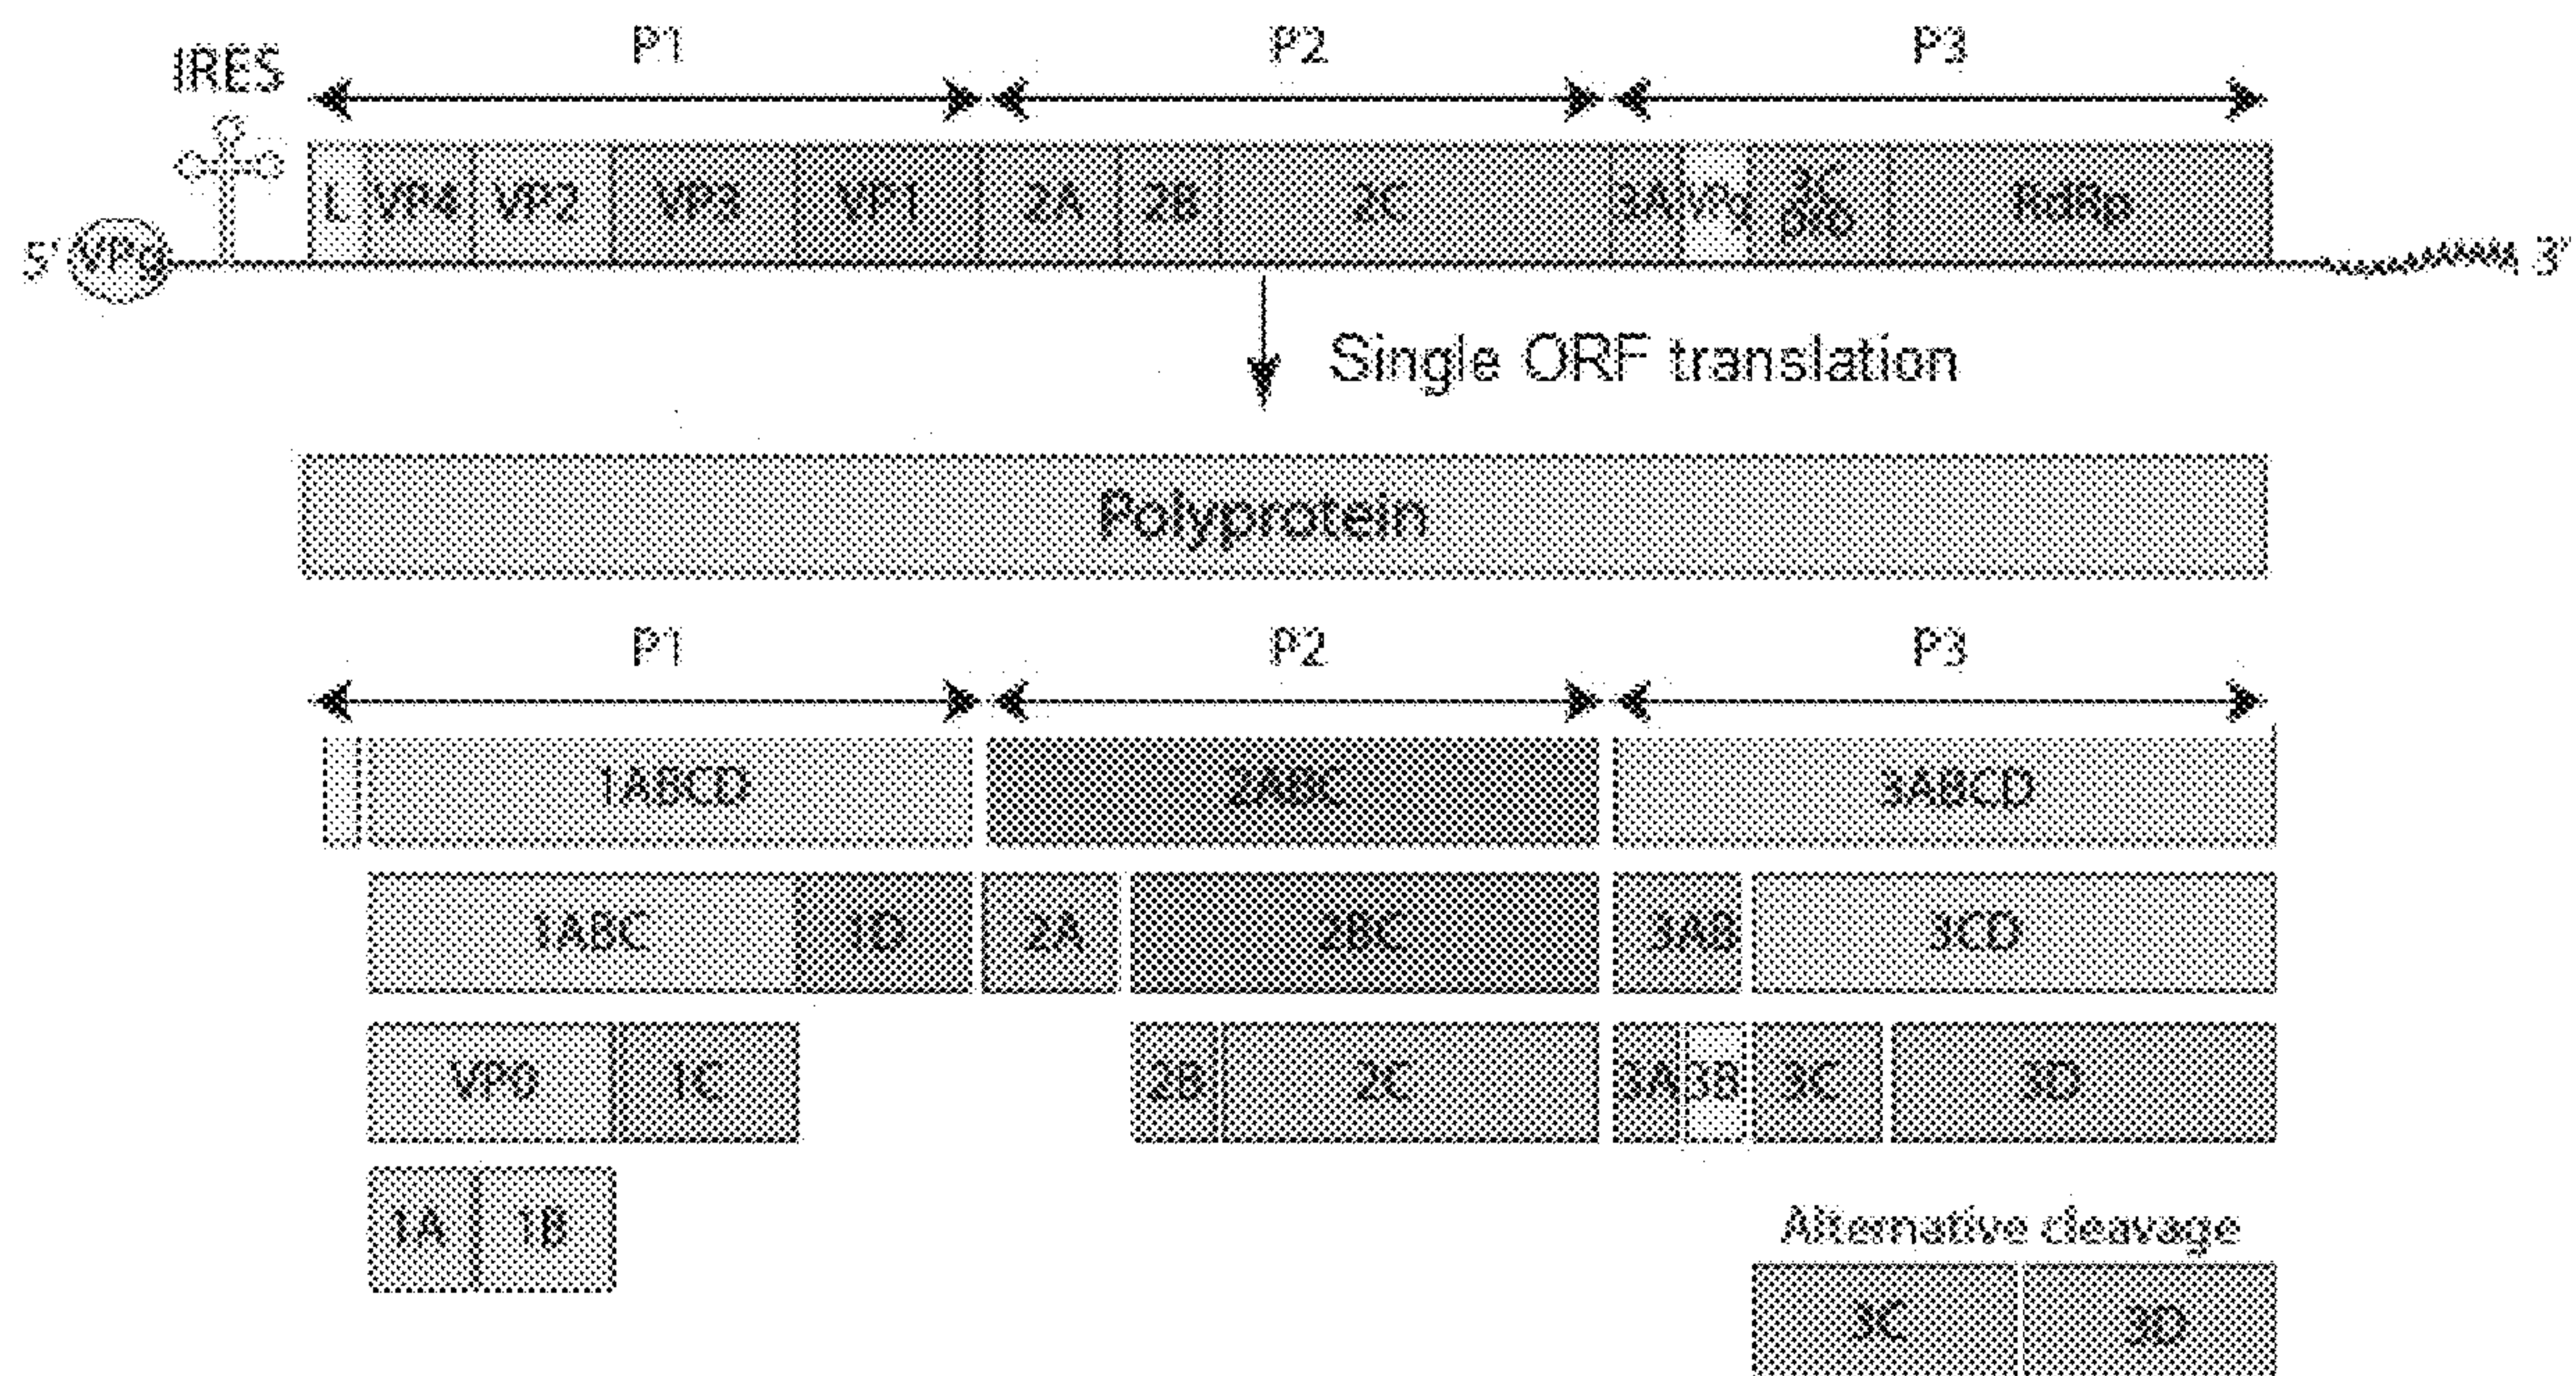 P1 P2 P3
IRES
L VP4 VP2 VP3 VP1 2A 2B 2C 3A VPg 3C pro RdRp
5' VPg 3'
Single ORF translation
Polyprotein
P1 P2 P3
1ABCD 2ABC 3ABCD
1ABC 1D 2A 2BC 3AB 3CD
VP0 1C 2B 2C 3A 3B 3C 3D
1A 1B
Alternative cleavage
3C 3D